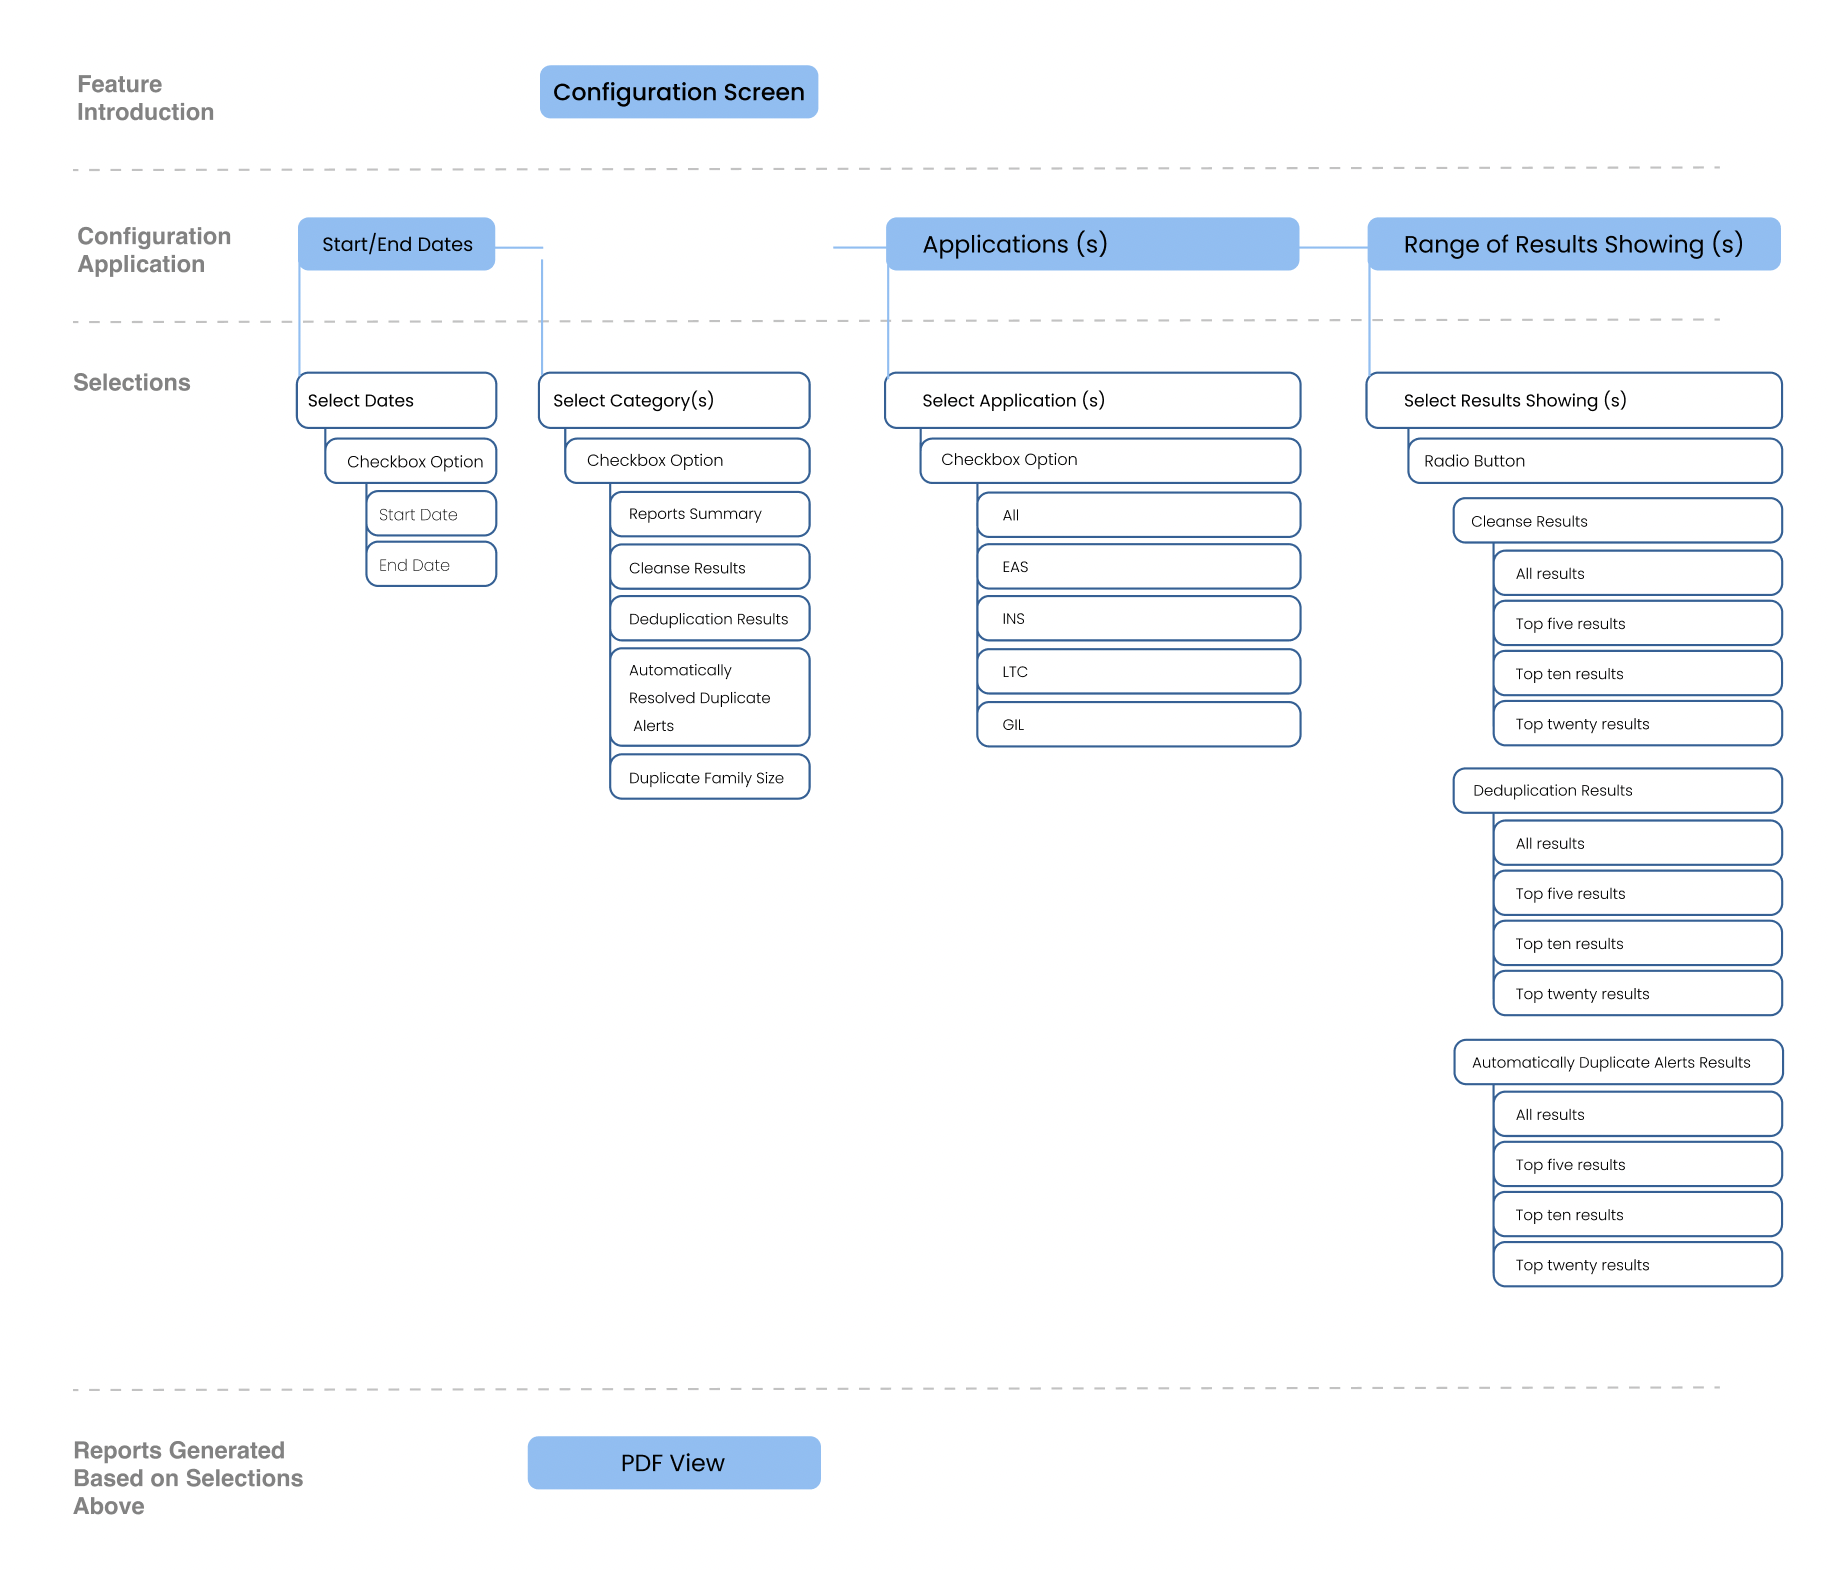 Feature
Introduction
Configuration Screen
Configuration
Application
Start/End Dates
Applications (s)
Range of Results Showing (s)
Selections
Select Dates
Checkbox Option
Start Date
End Date
Select Category(s)
Checkbox Option
Reports Summary
Cleanse Results
Deduplication Results
Automatically
Resolved Duplicate
Alerts
Duplicate Family Size
Select Application (s)
Checkbox Option
All
EAS
INS
LTC
GIL
Select Results Showing (s)
Radio Button
Cleanse Results
All results
Top five results
Top ten results
Top twenty results
Deduplication Results
All results
Top five results
Top ten results
Top twenty results
Automatically Duplicate Alerts Results
All results
Top five results
Top ten results
Top twenty results
Reports Generated
Based on Selections
Above
PDF View